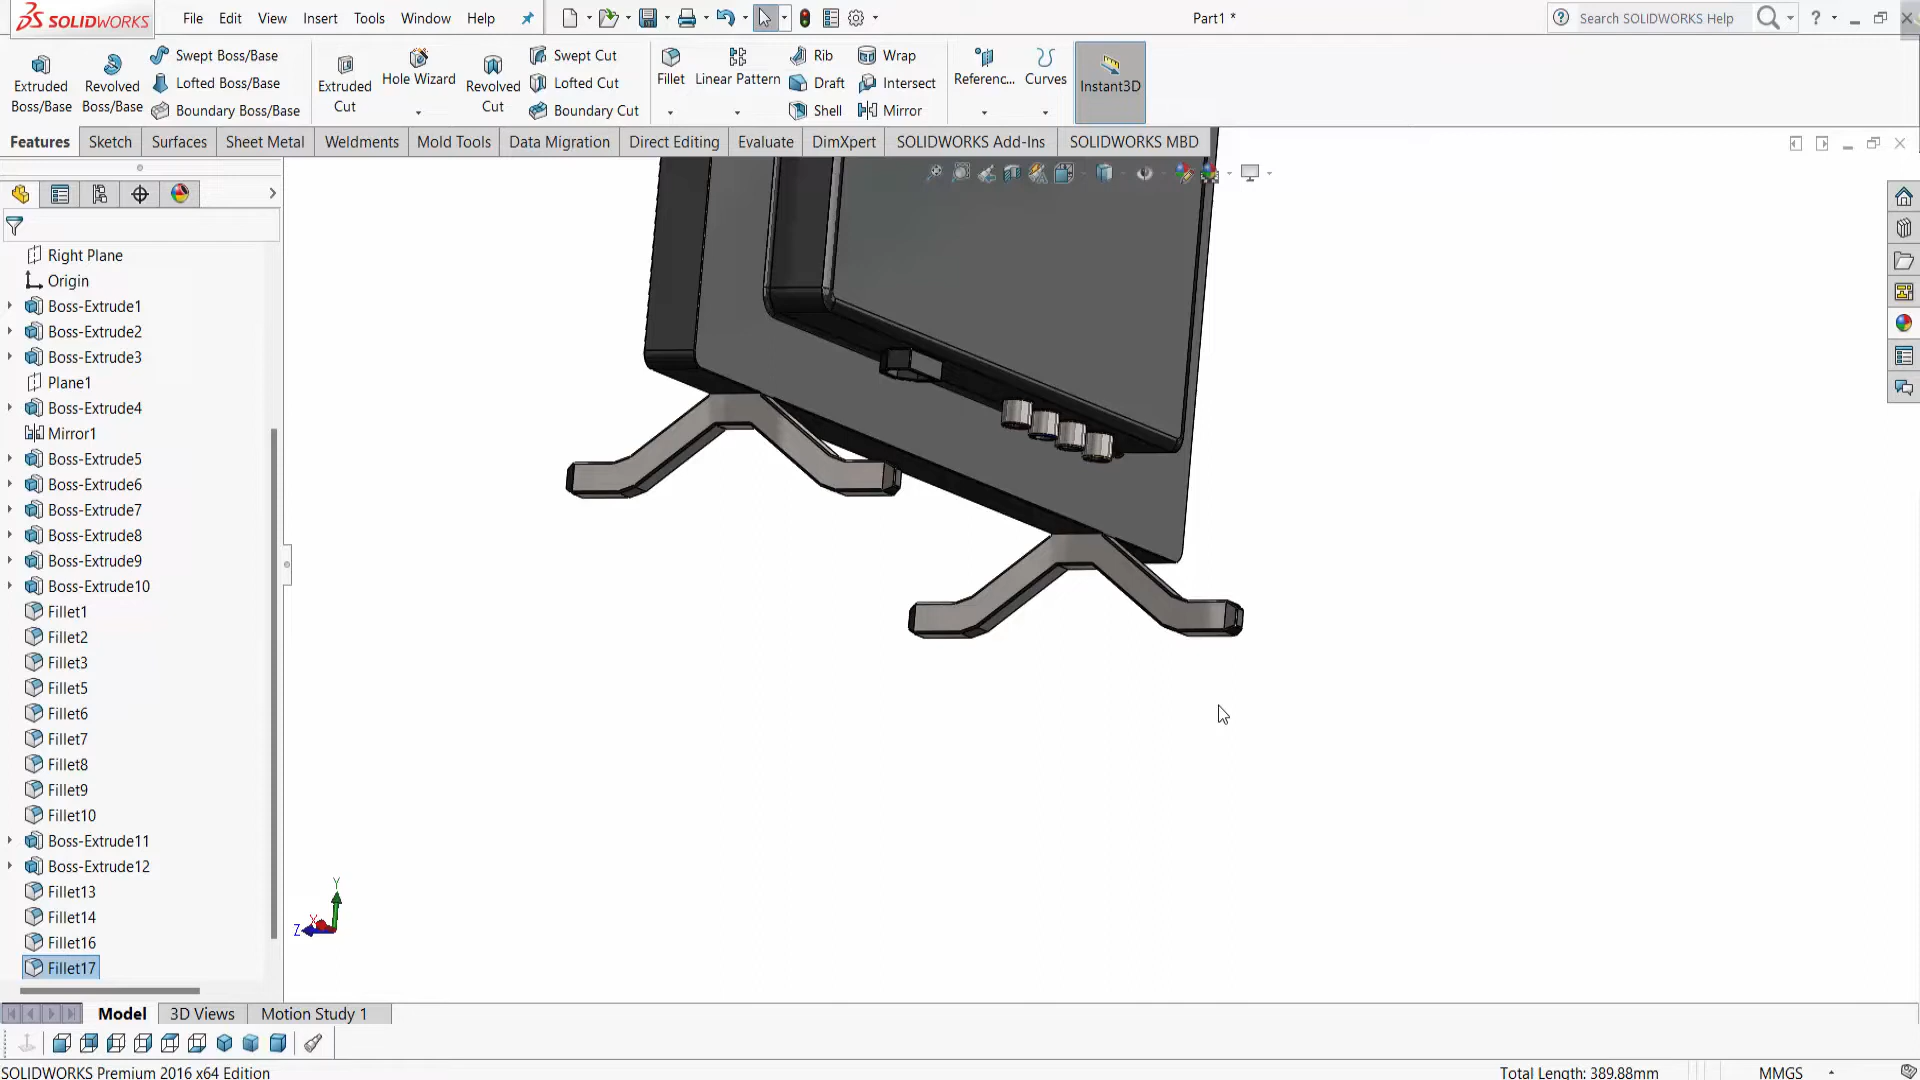 SOLIDWORKS File Edit View Insert Tools Window Help Part1 * Search SOLIDWORKS Help ?
Extruded Boss/Base
Revolved Boss/Base
Swept Boss/Base
Lofted Boss/Base
Boundary Boss/Base
Extruded Cut
Hole Wizard
Revolved Cut
Swept Cut
Lofted Cut
Boundary Cut
Fillet
Linear Pattern
Rib
Draft
Shell
Wrap
Intersect
Mirror
Referenc...
Curves
Instant3D
Features Sketch Surfaces Sheet Metal Weldments Mold Tools Data Migration Direct Editing Evaluate DimXpert SOLIDWORKS Add-Ins SOLIDWORKS MBD
Right Plane
Origin
Boss-Extrude1
Boss-Extrude2
Boss-Extrude3
Plane1
Boss-Extrude4
Mirror1
Boss-Extrude5
Boss-Extrude6
Boss-Extrude7
Boss-Extrude8
Boss-Extrude9
Boss-Extrude10
Fillet1
Fillet2
Fillet3
Fillet5
Fillet6
Fillet7
Fillet8
Fillet9
Fillet10
Boss-Extrude11
Boss-Extrude12
Fillet13
Fillet14
Fillet16
Fillet17
Y
X
Z
Model 3D Views Motion Study 1
SOLIDWORKS Premium 2016 x64 Edition Total Length: 389.88mm MMGS